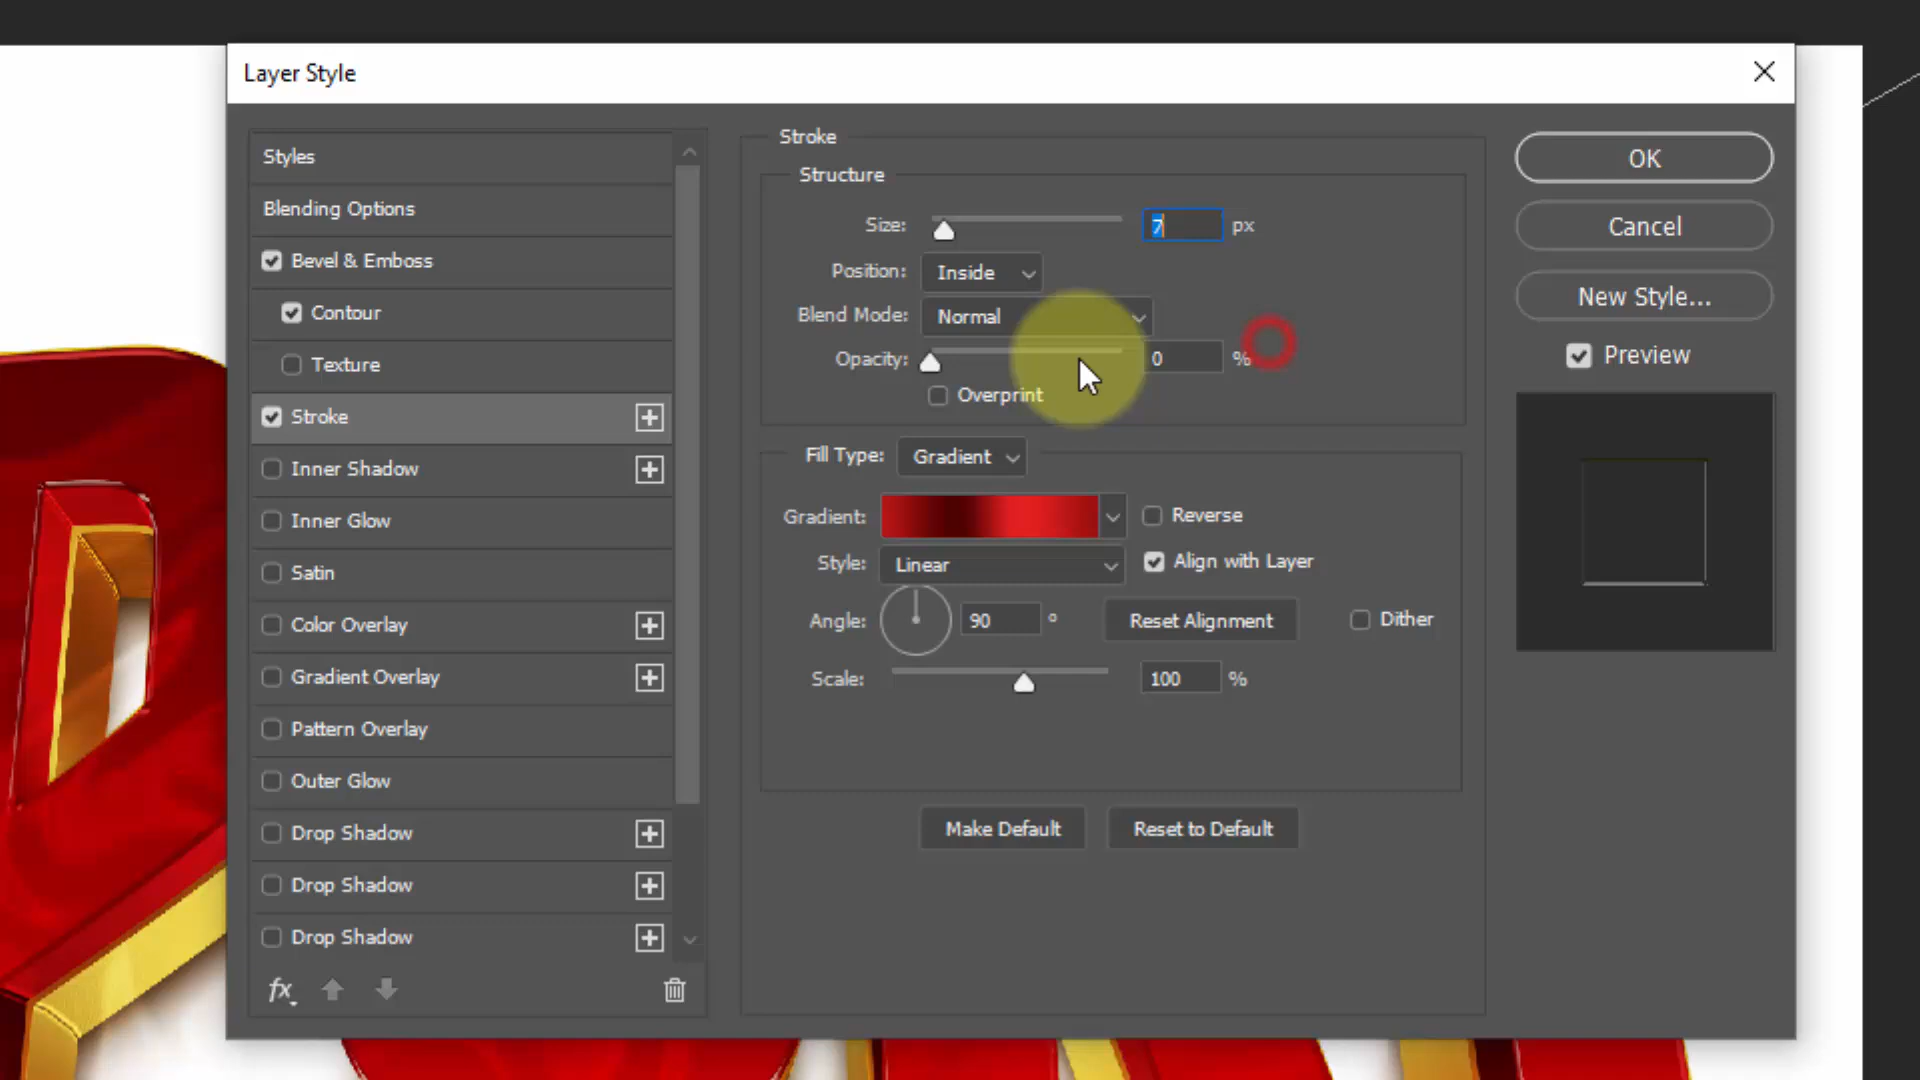 Layer Style
Styles
Blending Options
Bevel & Emboss
Contour
Texture
Stroke
Inner Shadow
Inner Glow
Satin
Color Overlay
Gradient Overlay
Pattern Overlay
Outer Glow
Drop Shadow
Drop Shadow
Drop Shadow
fx
Stroke
Structure
Size: 7 px
Position: Inside
Blend Mode: Normal
Opacity: 0 %
Overprint
Fill Type: Gradient
Gradient: Reverse
Style: Linear Align with Layer
Angle: 90 ° Reset Alignment Dither
Scale: 100 %
Make Default Reset to Default
OK
Cancel
New Style...
Preview